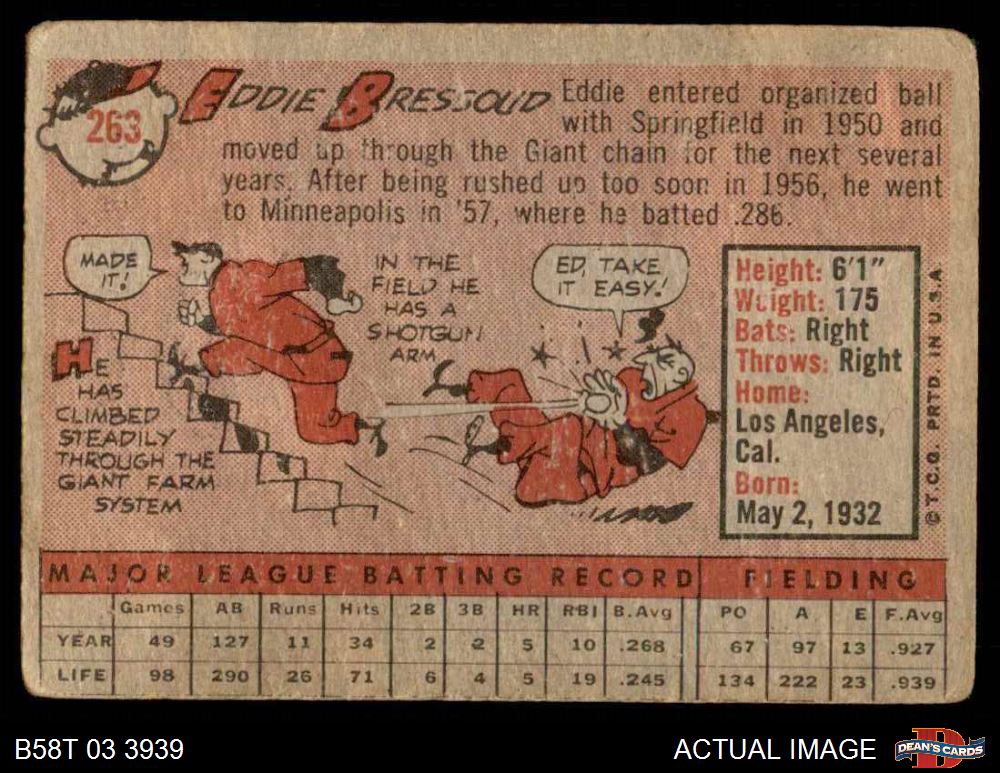 263
EDDIE BRESSOUD
Eddie entered organized ball
with Springfield in 1950 and
moved up through the Giant chain for the next several
years. After being rushed up too soon in 1956, he went
to Minneapolis in '57, where he batted .286.
MADE
IT!
HE
HAS
CLIMBED
STEADILY
THROUGH THE
GIANT FARM
SYSTEM
IN THE
FIELD HE
HAS A
SHOTGUN
ARM
ED, TAKE
IT EASY!
Height: 6'1"
Weight: 175
Bats: Right
Throws: Right
Home:
Los Angeles,
Cal.
Born:
May 2, 1932
© T.C.G. PRTD. IN U.S.A.
MAJOR LEAGUE BATTING RECORD FIELDING
Games AB Runs Hits 2B 3B HR RBI B.Avg PO A E F.Avg
YEAR 49 127 11 34 2 2 5 10 .268 67 97 13 .927
LIFE 98 290 26 71 6 4 5 19 .245 134 222 23 .939
B58T 03 3939
ACTUAL IMAGE
D
DEAN'S CARDS